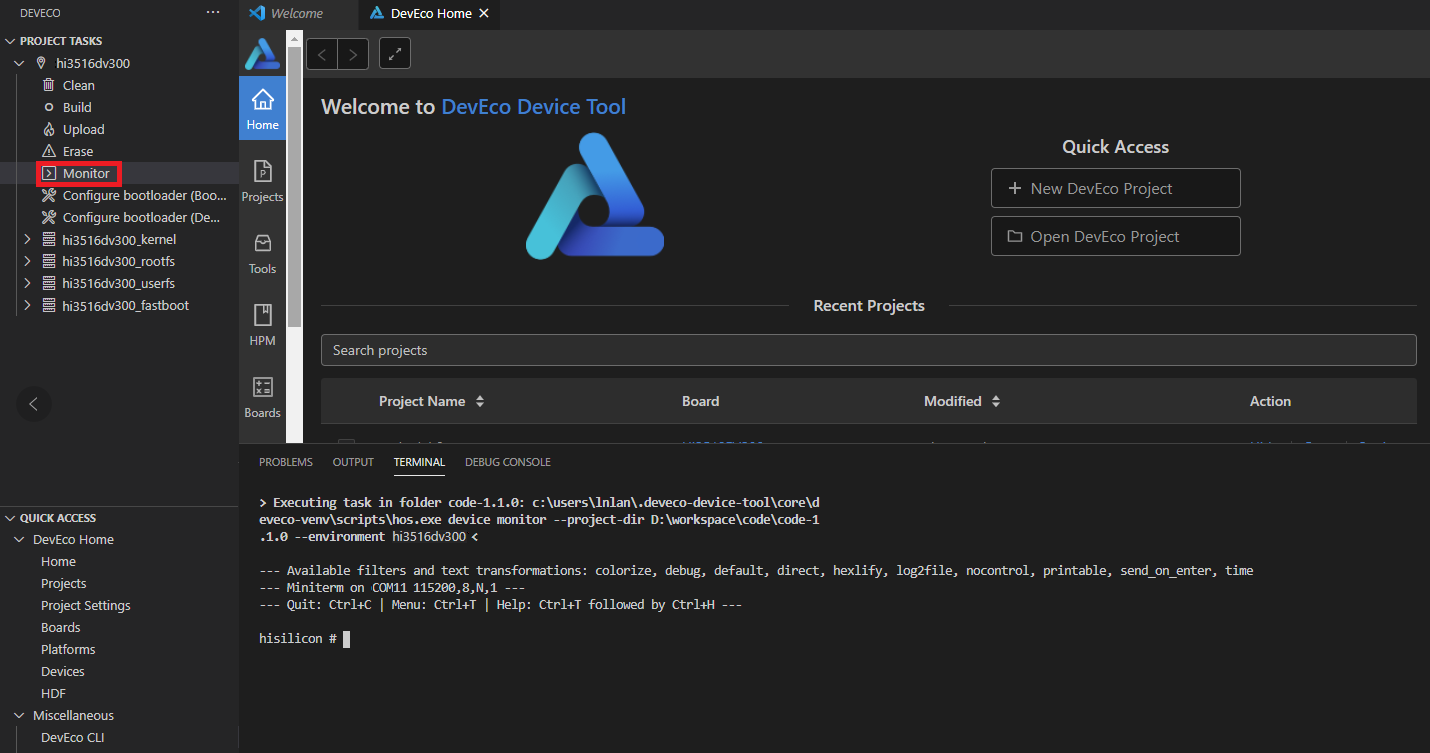 DEVECO
PROJECT TASKS
hi3516dv300
Clean
Build
Upload
Erase
Monitor
Configure bootloader (Boo...
Configure bootloader (De...
hi3516dv300_kernel
hi3516dv300_rootfs
hi3516dv300_userfs
hi3516dv300_fastboot
QUICK ACCESS
DevEco Home
Home
Projects
Project Settings
Boards
Platforms
Devices
HDF
Miscellaneous
DevEco CLI
Welcome
DevEco Home
Home
Projects
Tools
HPM
Boards
Welcome to DevEco Device Tool
Quick Access
New DevEco Project
Open DevEco Project
Recent Projects
Search projects
Project Name Board Modified Action
PROBLEMS OUTPUT TERMINAL DEBUG CONSOLE
> Executing task in folder code-1.1.0: c:\users\lnlan\.deveco-device-tool\core\d
eveco-venv\scripts\hos.exe device monitor --project-dir D:\workspace\code\code-1
.1.0 --environment hi3516dv300 <
--- Available filters and text transformations: colorize, debug, default, direct, hexlify, log2file, nocontrol, printable, send_on_enter, time
--- Miniterm on COM11 115200,8,N,1 ---
--- Quit: Ctrl+C | Menu: Ctrl+T | Help: Ctrl+T followed by Ctrl+H ---
hisilicon #